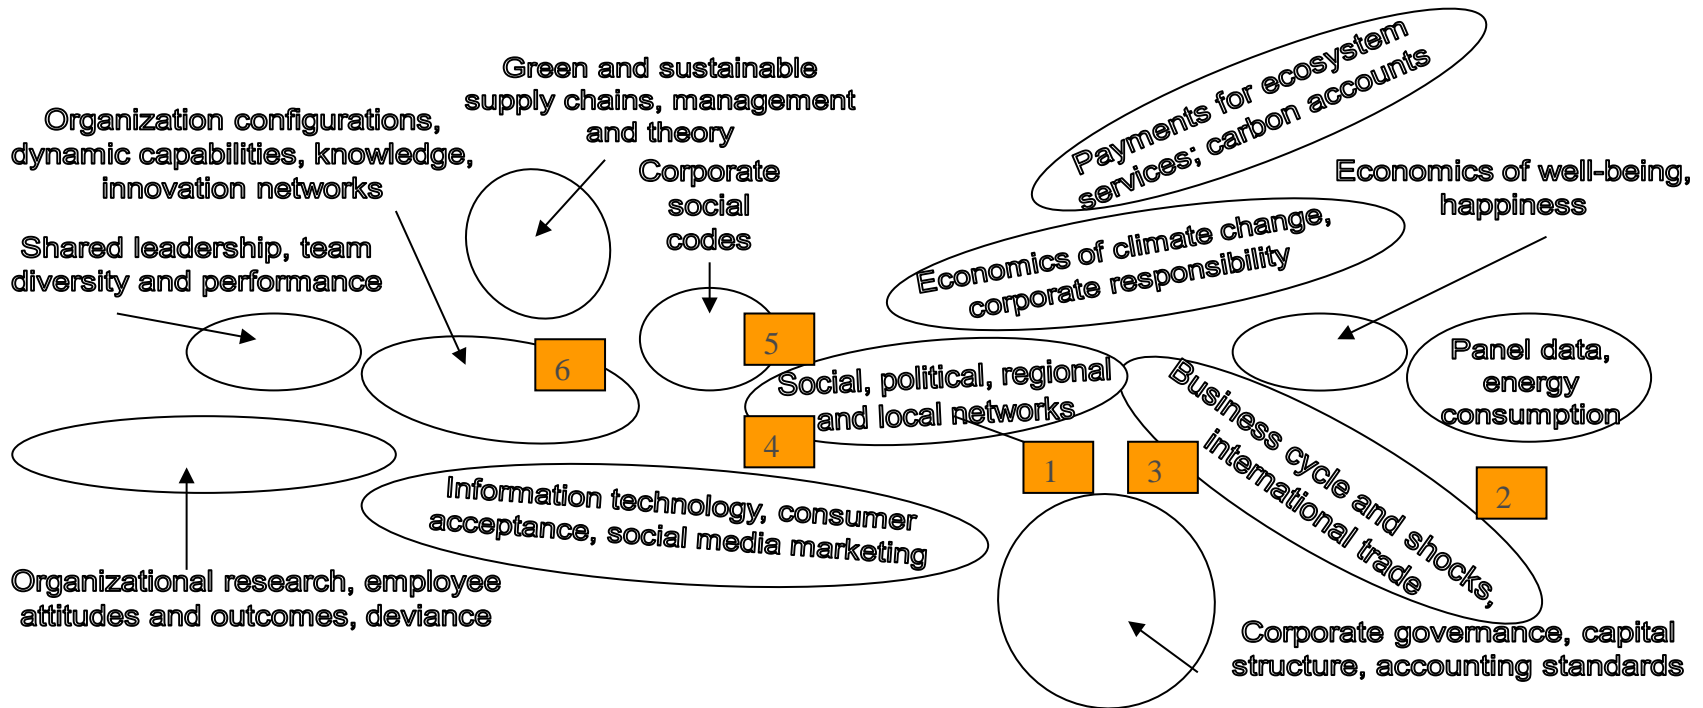 Payments for ecosystem
services; carbon accounts
Green and sustainable
supply chains, management
and theory
Organization configurations,
dynamic capabilities, knowledge,
innovation networks
Corporate
social
codes
Economics of well-being,
happiness
Economics of climate change,
corporate responsibility
Shared leadership, team
diversity and performance
5
6
Social, political, regional
and local networks
Panel data,
energy
consumption
Business cycle and shocks,
international trade
4
1
3
2
Information technology, consumer
acceptance, social media marketing
Organizational research, employee
attitudes and outcomes, deviance
Corporate governance, capital
structure, accounting standards